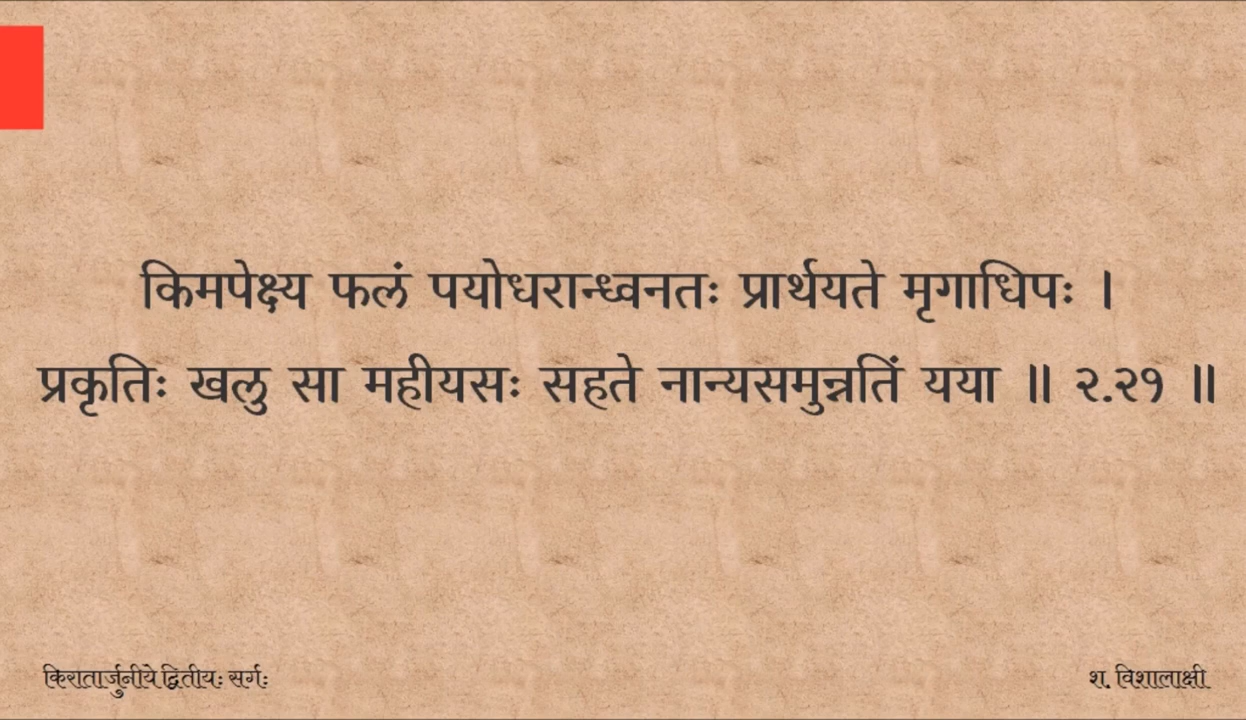 किमपेक्ष्य फलं पयोधरान्ध्वनतः प्रार्थयते मृगाधिपः ।
प्रकृतिः खलु सा महीयसः सहते नान्यसमुन्नतिं यया ॥ २.२१ ॥
किरातार्जुनीये द्वितीयः सर्गः
श. विशालाक्षी